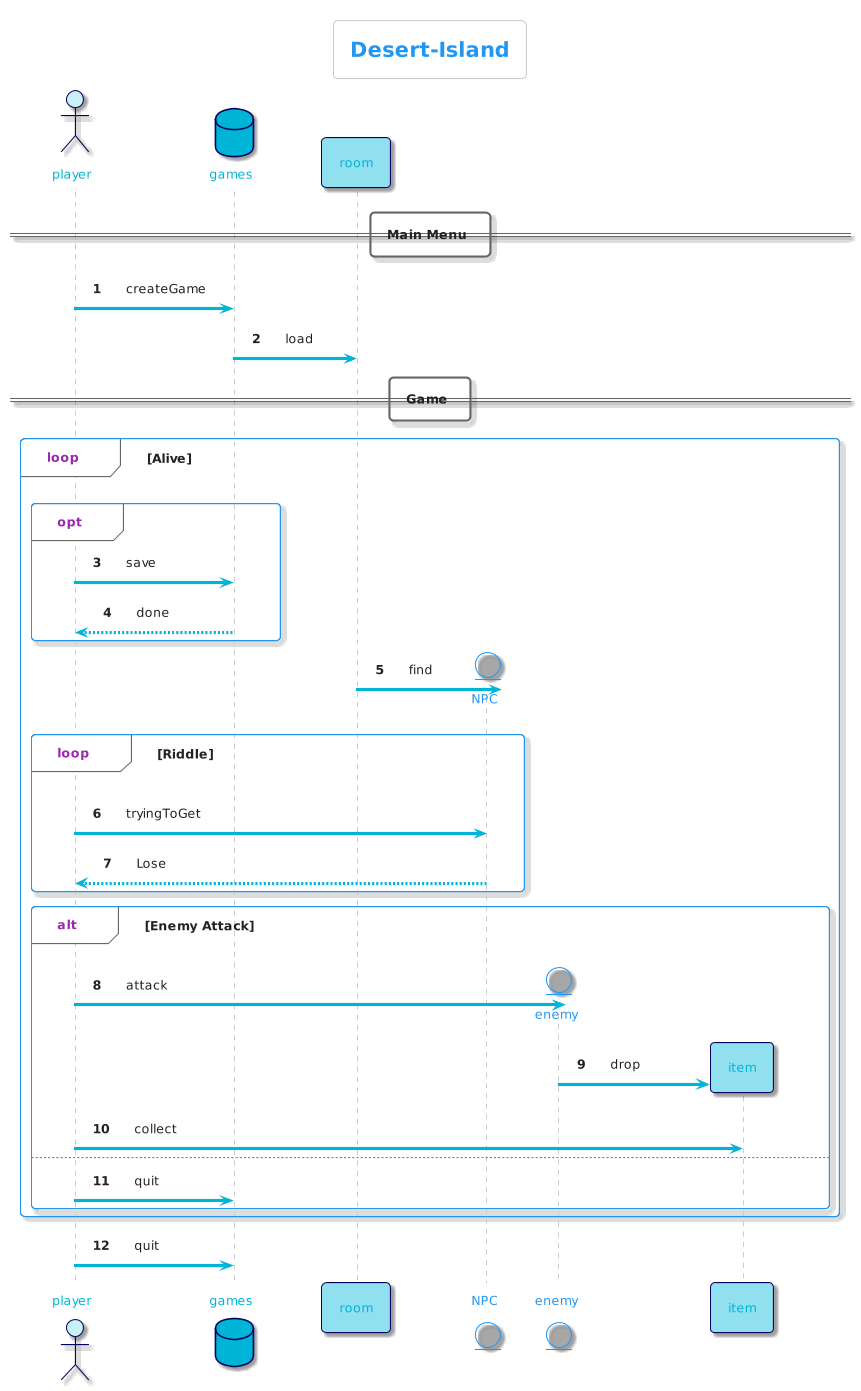 Desert-Island
player
games
room
Main Menu
1 createGame
2 load
Game
loop [Alive]
opt
3 save
4 done
5 find
NPC
loop [Riddle]
6 tryingToGet
7 Lose
alt [Enemy Attack]
8 attack
enemy
9 drop
item
10 collect
11 quit
12 quit
player games room NPC enemy item